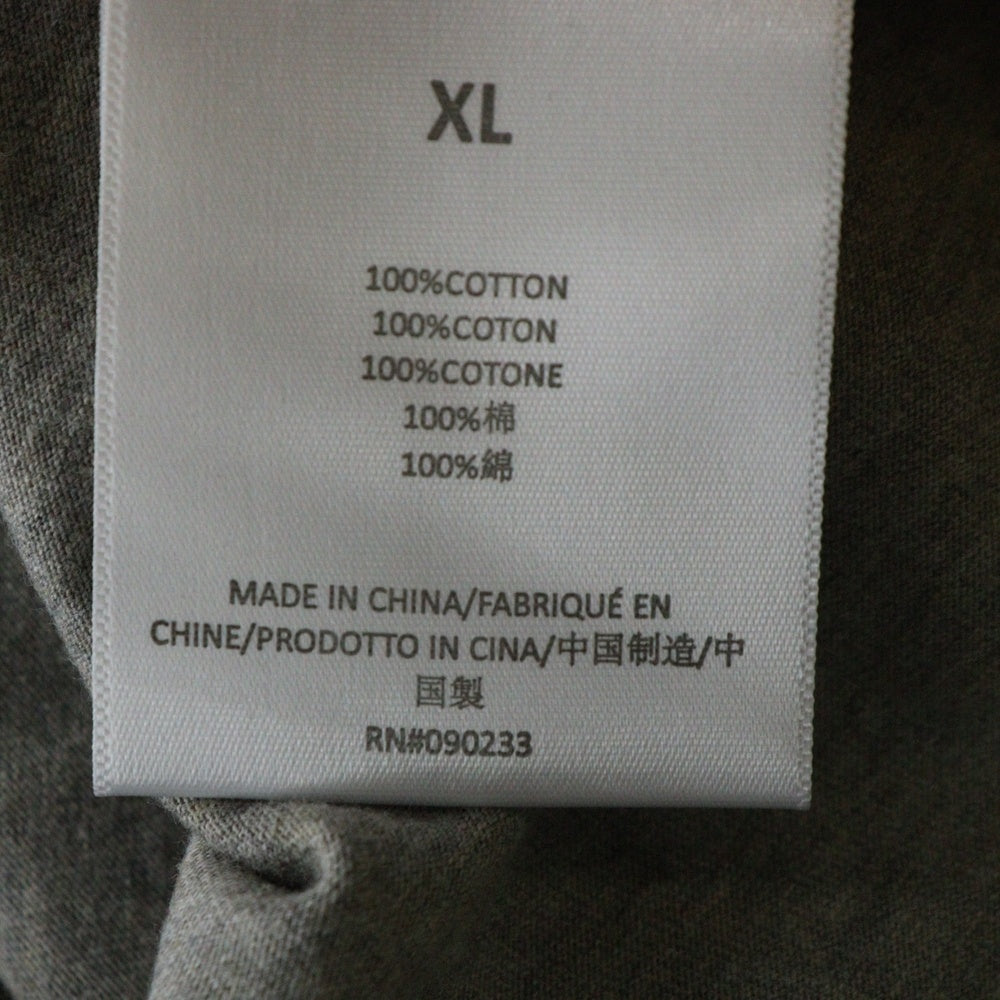 XL
100%COTTON
100%COTON
100%COTONE
100%棉
100%綿
MADE IN CHINA/FABRIQUÉ EN
CHINE/PRODOTTO IN CINA/中国制造/中
国製
RN#090233